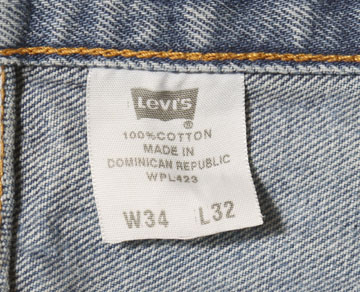 Levi's
®
100% COTTON
MADE IN
DOMINICAN REPUBLIC
WPL423
W34 L32